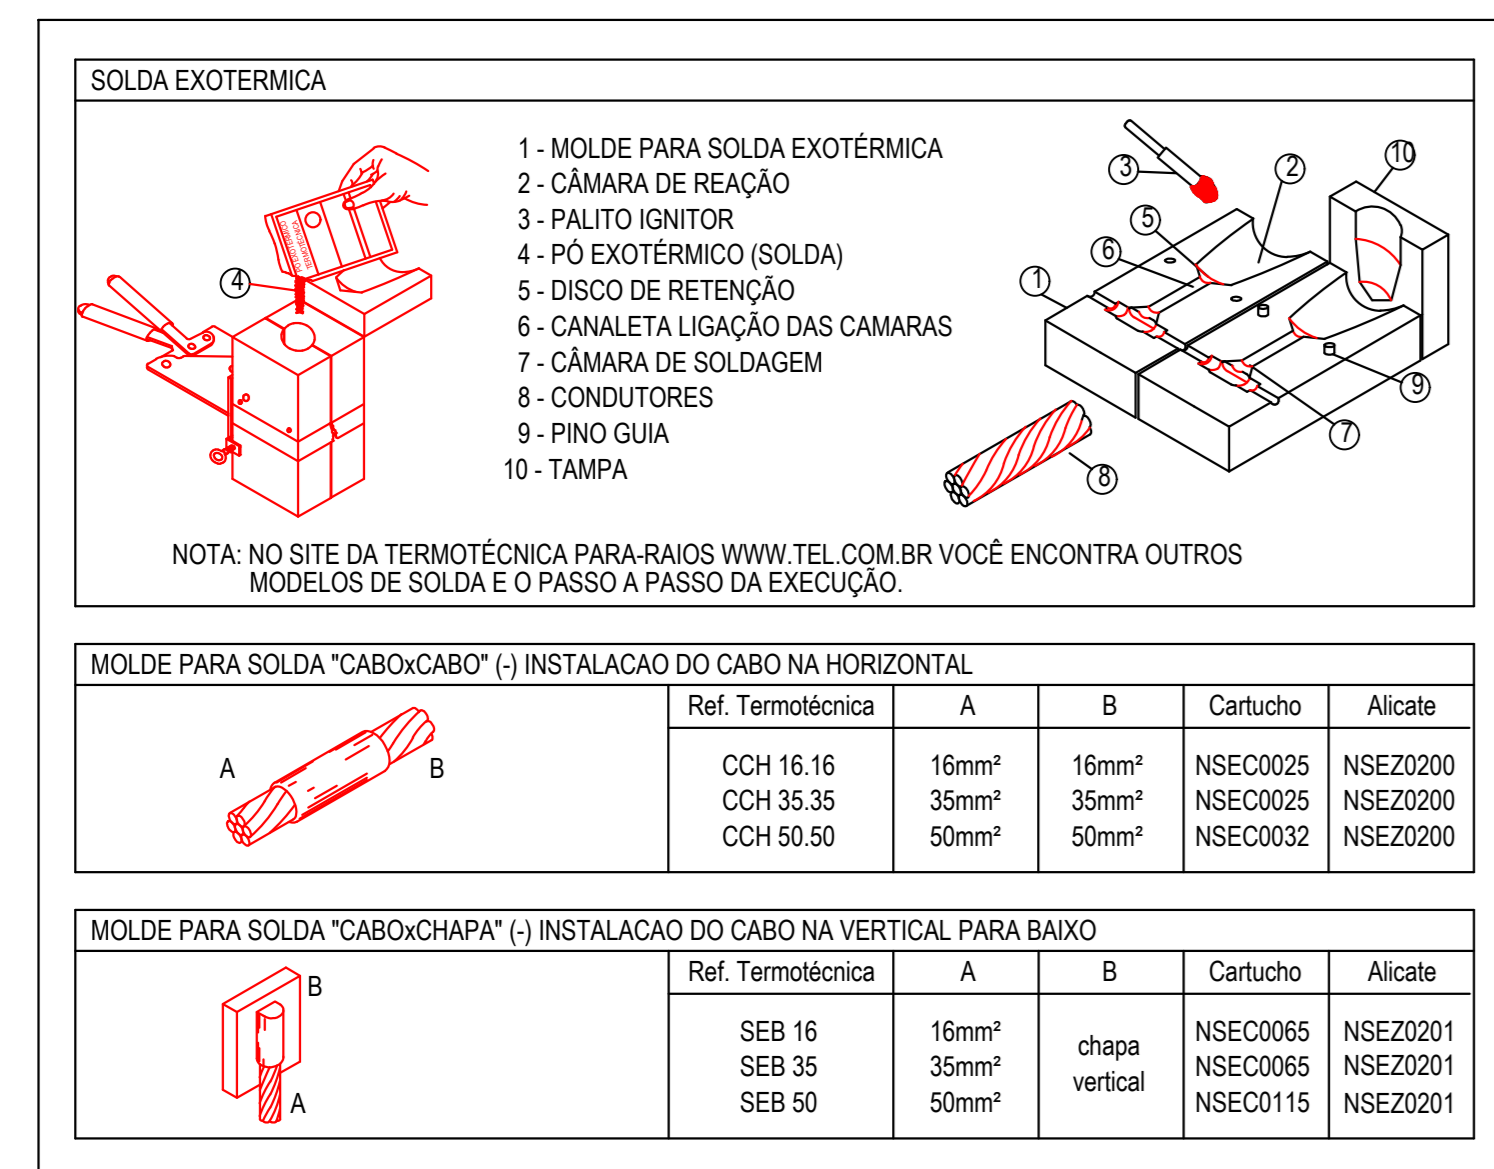 SOLDA EXOTERMICA
1 - MOLDE PARA SOLDA EXOTÉRMICA
2 - CÂMARA DE REAÇÃO
3 - PALITO IGNITOR
4 - PÓ EXOTÉRMICO (SOLDA)
5 - DISCO DE RETENÇÃO
6 - CANALETA LIGAÇÃO DAS CAMARAS
7 - CÂMARA DE SOLDAGEM
8 - CONDUTORES
9 - PINO GUIA
10 - TAMPA
PÓ EXOTÉRMICO
TERMOTÉCNICA
4
3
2
10
5
6
1
9
7
8
NOTA: NO SITE DA TERMOTÉCNICA PARA-RAIOS WWW.TEL.COM.BR VOCÊ ENCONTRA OUTROS
MODELOS DE SOLDA E O PASSO A PASSO DA EXECUÇÃO.
MOLDE PARA SOLDA "CABOxCABO" (-) INSTALACAO DO CABO NA HORIZONTAL
A B
Ref. Termotécnica A B Cartucho Alicate
CCH 16.16 16mm² 16mm² NSEC0025 NSEZ0200
CCH 35.35 35mm² 35mm² NSEC0025 NSEZ0200
CCH 50.50 50mm² 50mm² NSEC0032 NSEZ0200
MOLDE PARA SOLDA "CABOxCHAPA" (-) INSTALACAO DO CABO NA VERTICAL PARA BAIXO
B
A
Ref. Termotécnica A B Cartucho Alicate
SEB 16 16mm² chapa vertical NSEC0065 NSEZ0201
SEB 35 35mm² NSEC0065 NSEZ0201
SEB 50 50mm² NSEC0115 NSEZ0201